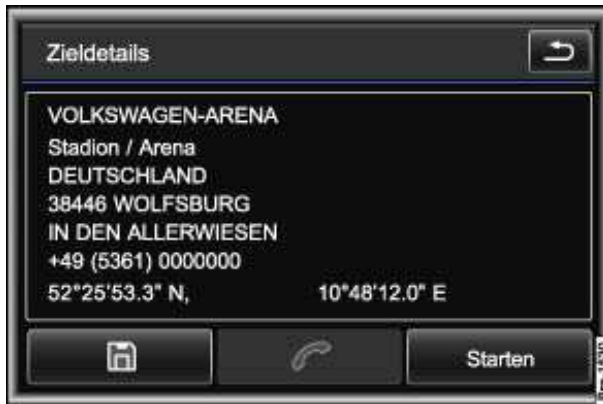 Zieldetails
VOLKSWAGEN-ARENA
Stadion / Arena
DEUTSCHLAND
38446 WOLFSBURG
IN DEN ALLERWIESEN
+49 (5361) 0000000
52°25'53.3" N, 10°48'12.0" E
Starten